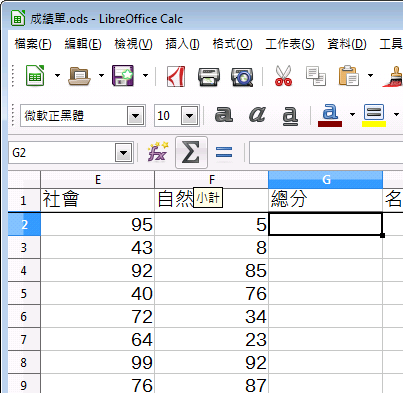 成績單.ods - LibreOffice Calc
檔案(F) 編輯(E) 檢視(V) 插入(I) 格式(O) 工作表(S) 資料(D) 工具
微軟正黑體 10 a a a a
G2
E F G
1 社會 自然 小計 總分 名
2 95 5
3 43 8
4 92 85
5 40 76
6 72 34
7 64 23
8 99 92
9 76 87